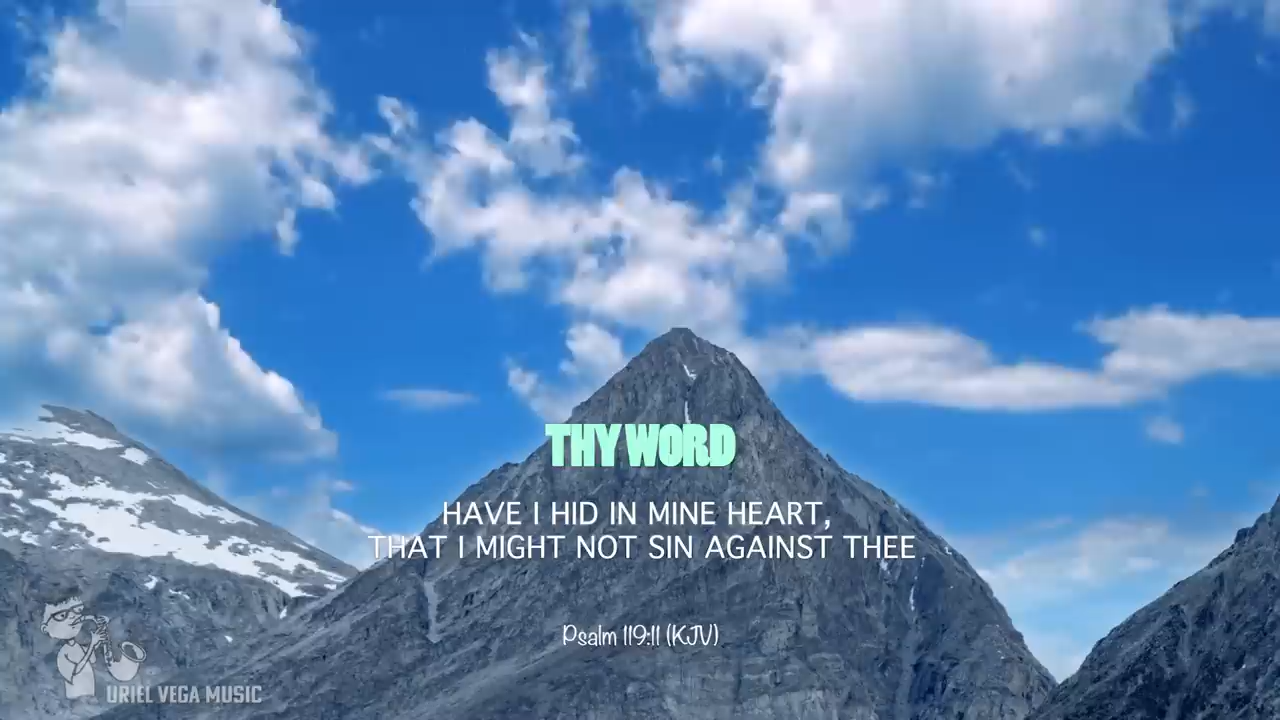 THY WORD
HAVE I HID IN MINE HEART,
THAT I MIGHT NOT SIN AGAINST THEE
Psalm 119:11 (KJV)
URIEL VEGA MUSIC